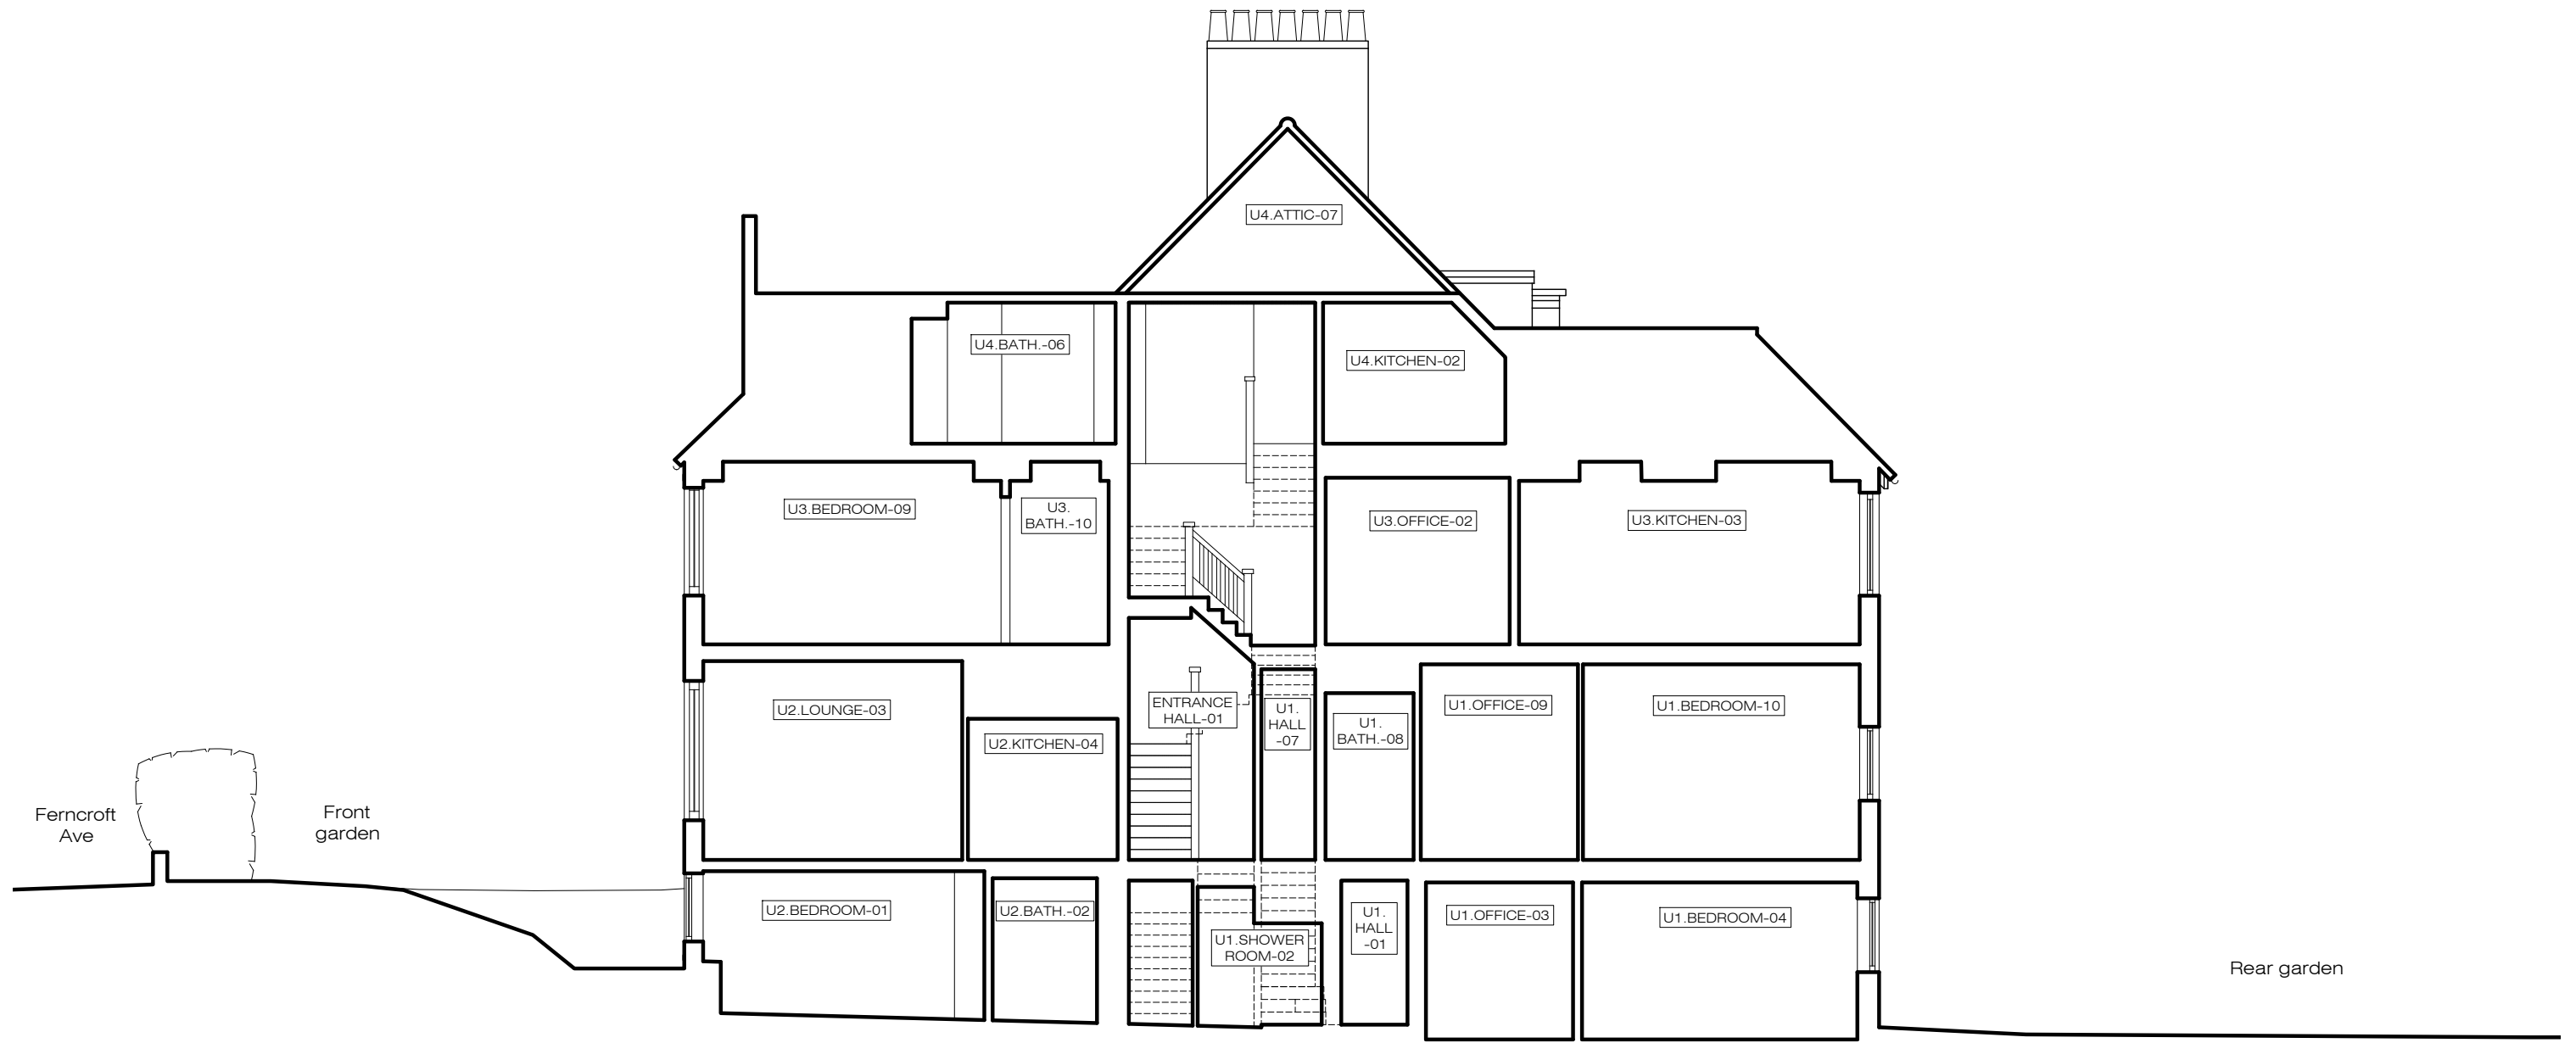 U4.ATTIC-07
U4.BATH.-06
U4.KITCHEN-02
U3.BEDROOM-09
U3.
BATH.-10
U3.OFFICE-02
U3.KITCHEN-03
U2.LOUNGE-03
U2.KITCHEN-04
ENTRANCE
HALL-01
U1.
HALL
-07
U1.
BATH.-08
U1.OFFICE-09
U1.BEDROOM-10
Ferncroft
Ave
Front
garden
U2.BEDROOM-01
U2.BATH.-02
U1.SHOWER
ROOM-02
U1.
HALL
-01
U1.OFFICE-03
U1.BEDROOM-04
Rear garden